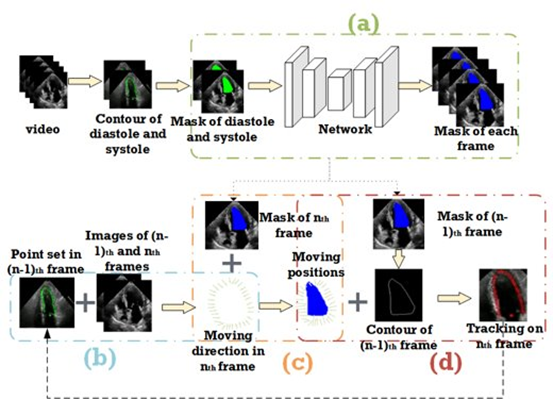 (a)
video
Contour of
diastole and
systole
Mask of diastole
and systole
Network
Mask of each
frame
Mask of nth
frame
Mask of (n-
1)th frame
Point set in
(n-1)th frame
Images of (n-
1)th and nth
frames
Moving
positions
Moving
direction in
nth frame
Contour of
(n-1)th frame
Tracking on
nth frame
(b)
(c)
(d)